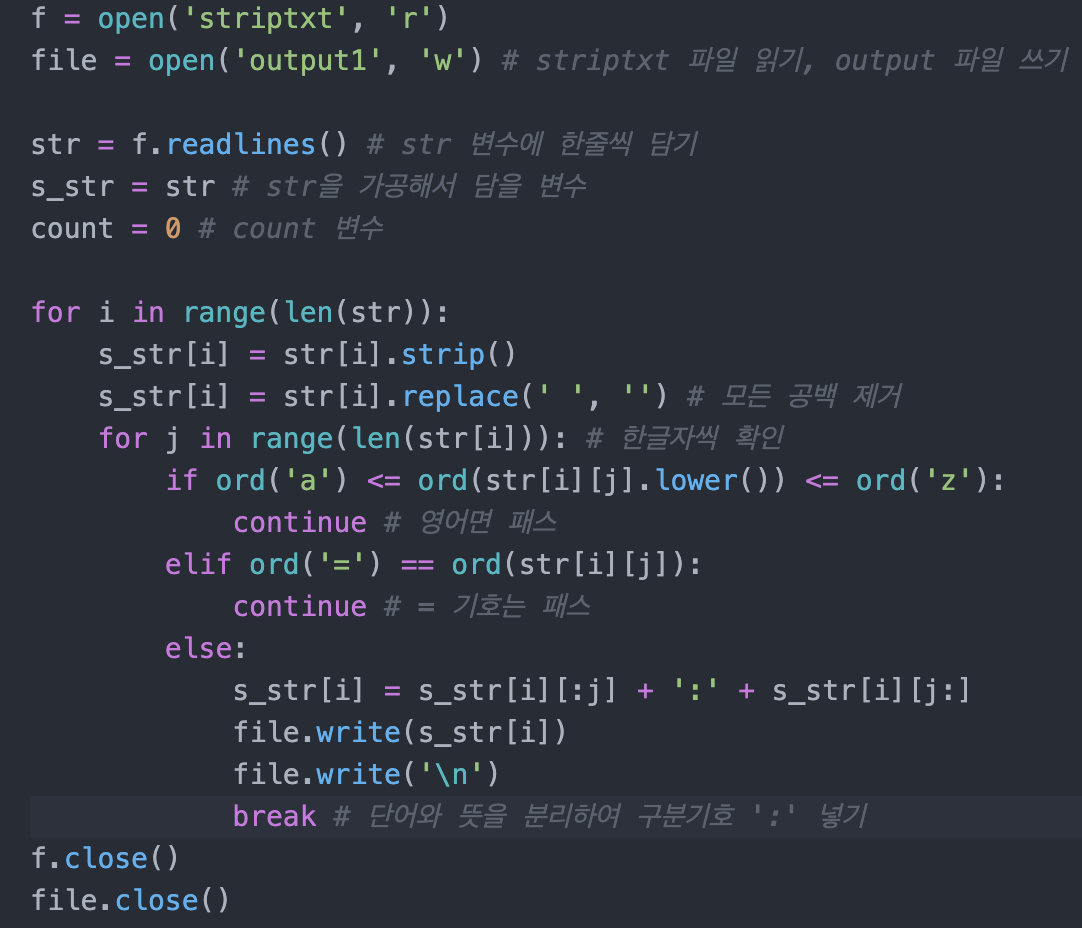 f = open('striptxt', 'r')
file = open('output1', 'w') # striptxt 파일 읽기, output 파일 쓰기
str = f.readlines() # str 변수에 한줄씩 담기
s_str = str # str을 가공해서 담을 변수
count = 0 # count 변수
for i in range(len(str)):
    s_str[i] = str[i].strip()
    s_str[i] = str[i].replace(' ', '') # 모든 공백 제거
    for j in range(len(str[i])): # 한글자씩 확인
        if ord('a') <= ord(str[i][j].lower()) <= ord('z'):
            continue # 영어면 패스
        elif ord('=') == ord(str[i][j]):
            continue # = 기호는 패스
        else:
            s_str[i] = s_str[i][:j] + ':' + s_str[i][j:]
            file.write(s_str[i])
            file.write('\n')
            break # 단어와 뜻을 분리하여 구분기호 ':' 넣기
f.close()
file.close()